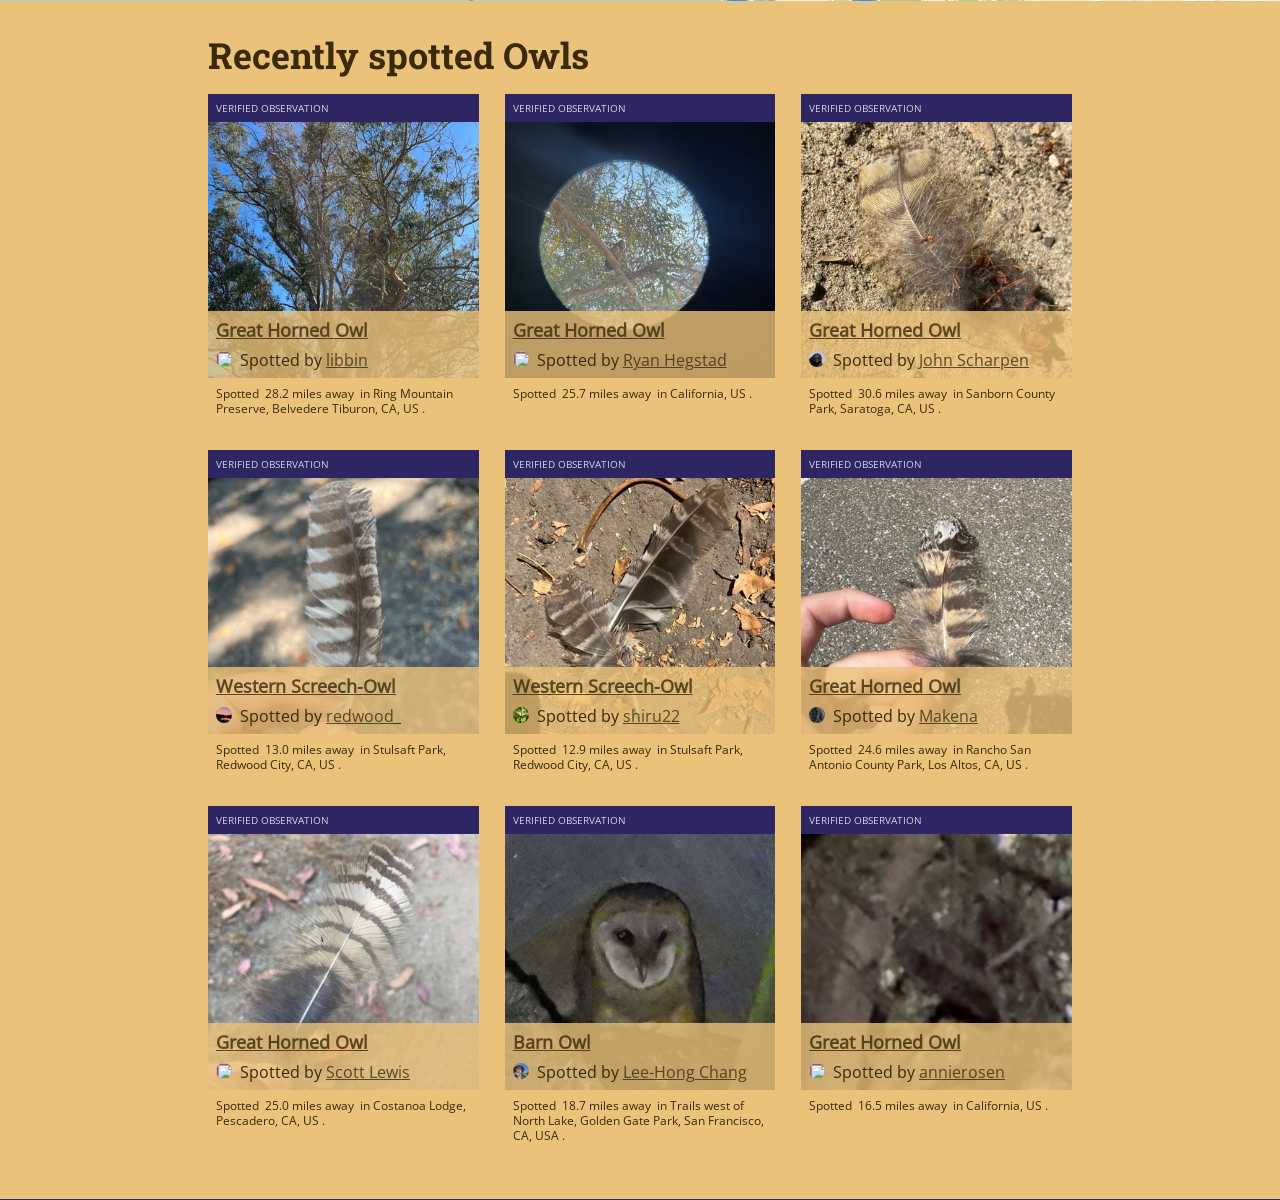 Recently spotted Owls
VERIFIED OBSERVATION
Great Horned Owl
Spotted by libbin
Spotted 28.2 miles away in Ring Mountain
Preserve, Belvedere Tiburon, CA, US .
VERIFIED OBSERVATION
Great Horned Owl
Spotted by Ryan Hegstad
Spotted 25.7 miles away in California, US .
VERIFIED OBSERVATION
Great Horned Owl
Spotted by John Scharpen
Spotted 30.6 miles away in Sanborn County
Park, Saratoga, CA, US .
VERIFIED OBSERVATION
Western Screech-Owl
Spotted by redwood_
Spotted 13.0 miles away in Stulsaft Park,
Redwood City, CA, US .
VERIFIED OBSERVATION
Western Screech-Owl
Spotted by shiru22
Spotted 12.9 miles away in Stulsaft Park,
Redwood City, CA, US .
VERIFIED OBSERVATION
Great Horned Owl
Spotted by Makena
Spotted 24.6 miles away in Rancho San
Antonio County Park, Los Altos, CA, US .
VERIFIED OBSERVATION
Great Horned Owl
Spotted by Scott Lewis
Spotted 25.0 miles away in Costanoa Lodge,
Pescadero, CA, US .
VERIFIED OBSERVATION
Barn Owl
Spotted by Lee-Hong Chang
Spotted 18.7 miles away in Trails west of
North Lake, Golden Gate Park, San Francisco,
CA, USA .
VERIFIED OBSERVATION
Great Horned Owl
Spotted by annierosen
Spotted 16.5 miles away in California, US .